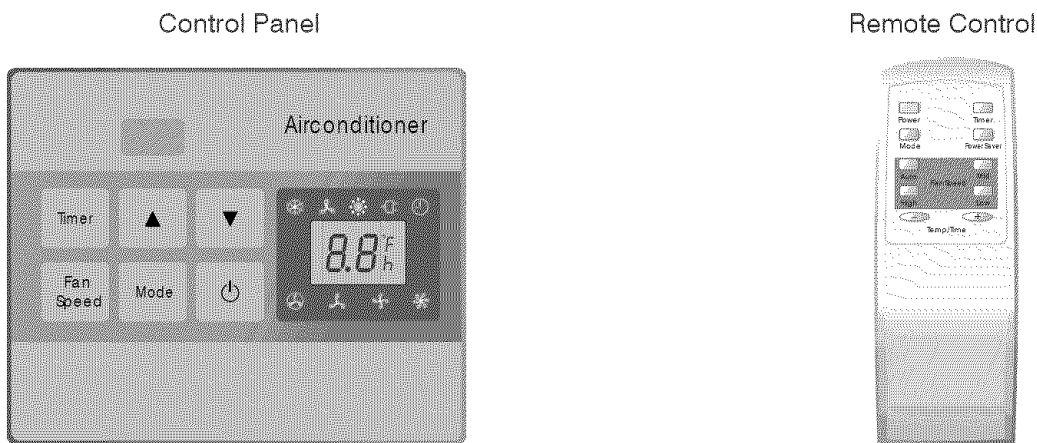 Control Panel
Remote Control
Airconditioner
Timer
▲
▼
Fan
Speed
Mode
8.8 °F
h
Power
Timer
Mode
Power Saver
Auto
Mid
Fan Speed
High
Low
−
+
Temp/Time